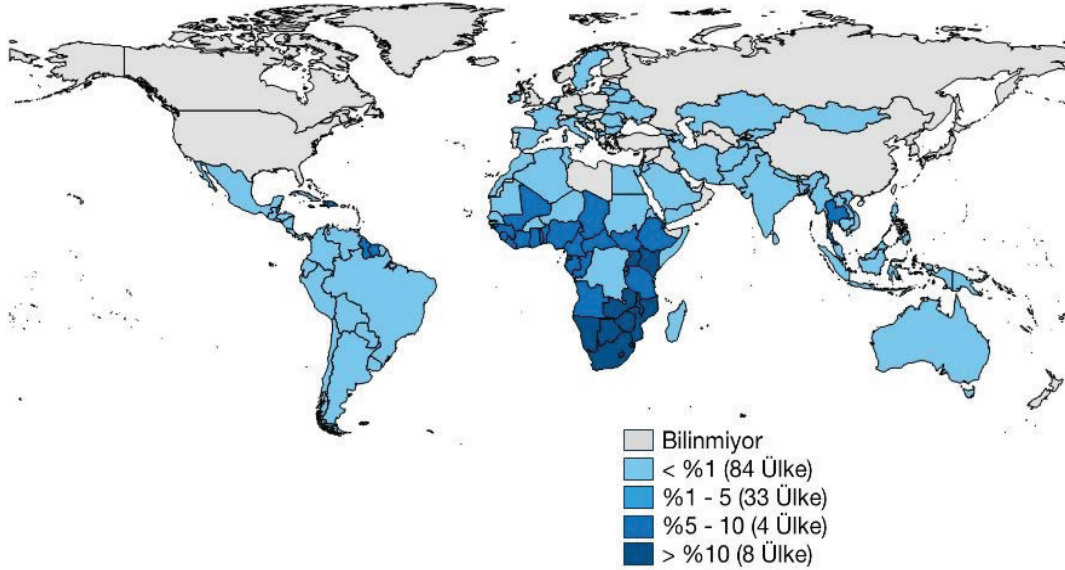 Bilinmiyor
< %1 (84 Ülke)
%1 - 5 (33 Ülke)
%5 - 10 (4 Ülke)
> %10 (8 Ülke)